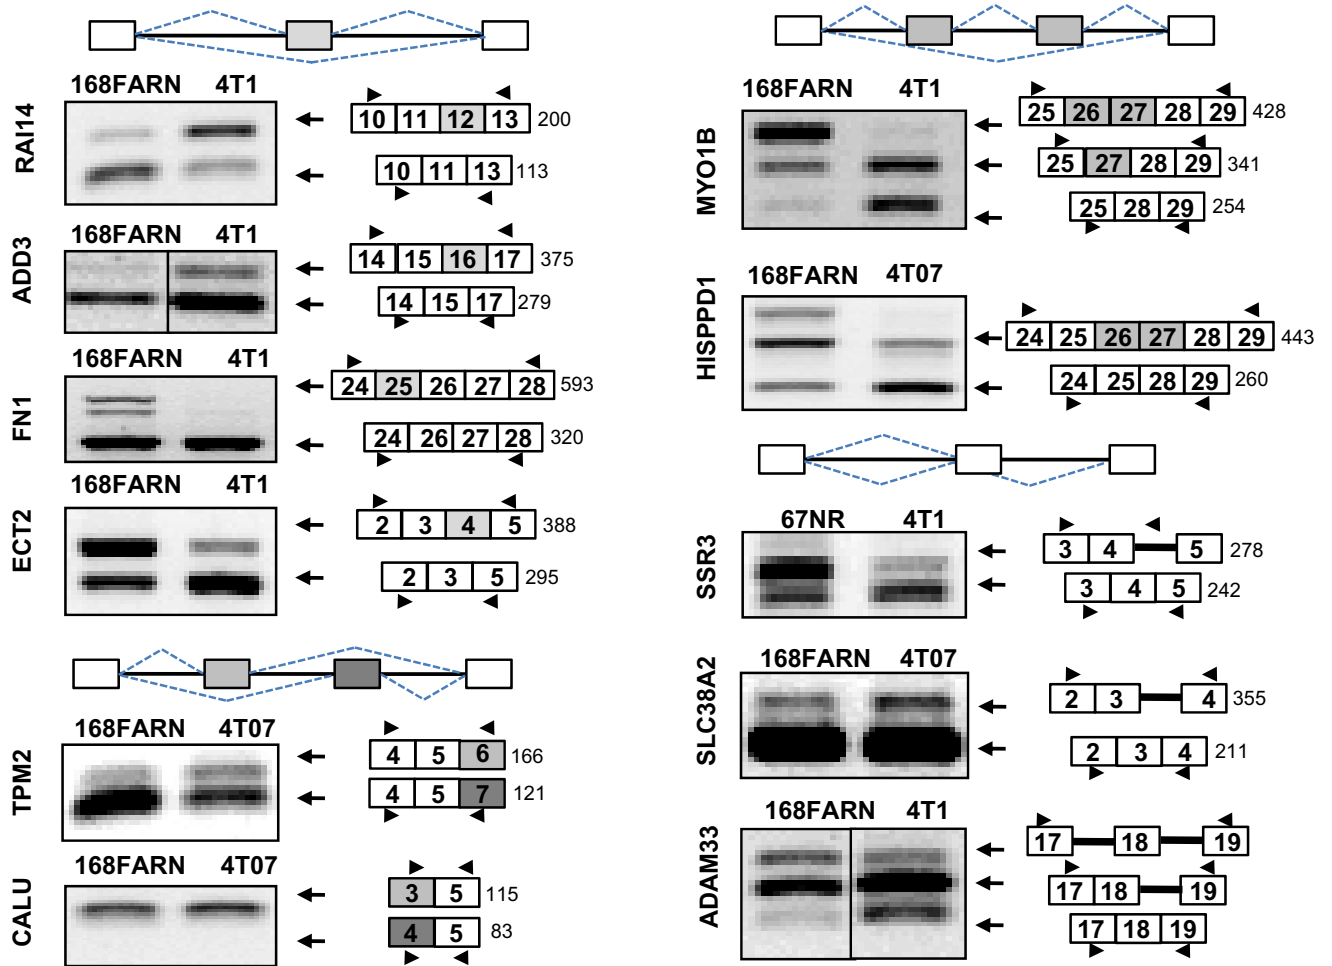 168FARN 4T1
RAI14
10 11 12 13 200
10 11 13 113
168FARN 4T1
ADD3
14 15 16 17 375
14 15 17 279
168FARN 4T1
FN1
24 25 26 27 28 593
24 26 27 28 320
168FARN 4T1
ECT2
2 3 4 5 388
2 3 5 295
168FARN 4T07
TPM2
4 5 6 166
4 5 7 121
168FARN 4T07
CALU
3 5 115
4 5 83
168FARN 4T1
MYO1B
25 26 27 28 29 428
25 27 28 29 341
25 28 29 254
168FARN 4T07
HISPPD1
24 25 26 27 28 29 443
24 25 28 29 260
67NR 4T1
SSR3
3 4 5 278
3 4 5 242
168FARN 4T07
SLC38A2
2 3 4 355
2 3 4 211
168FARN 4T1
ADAM33
17 18 19
17 18 19
17 18 19